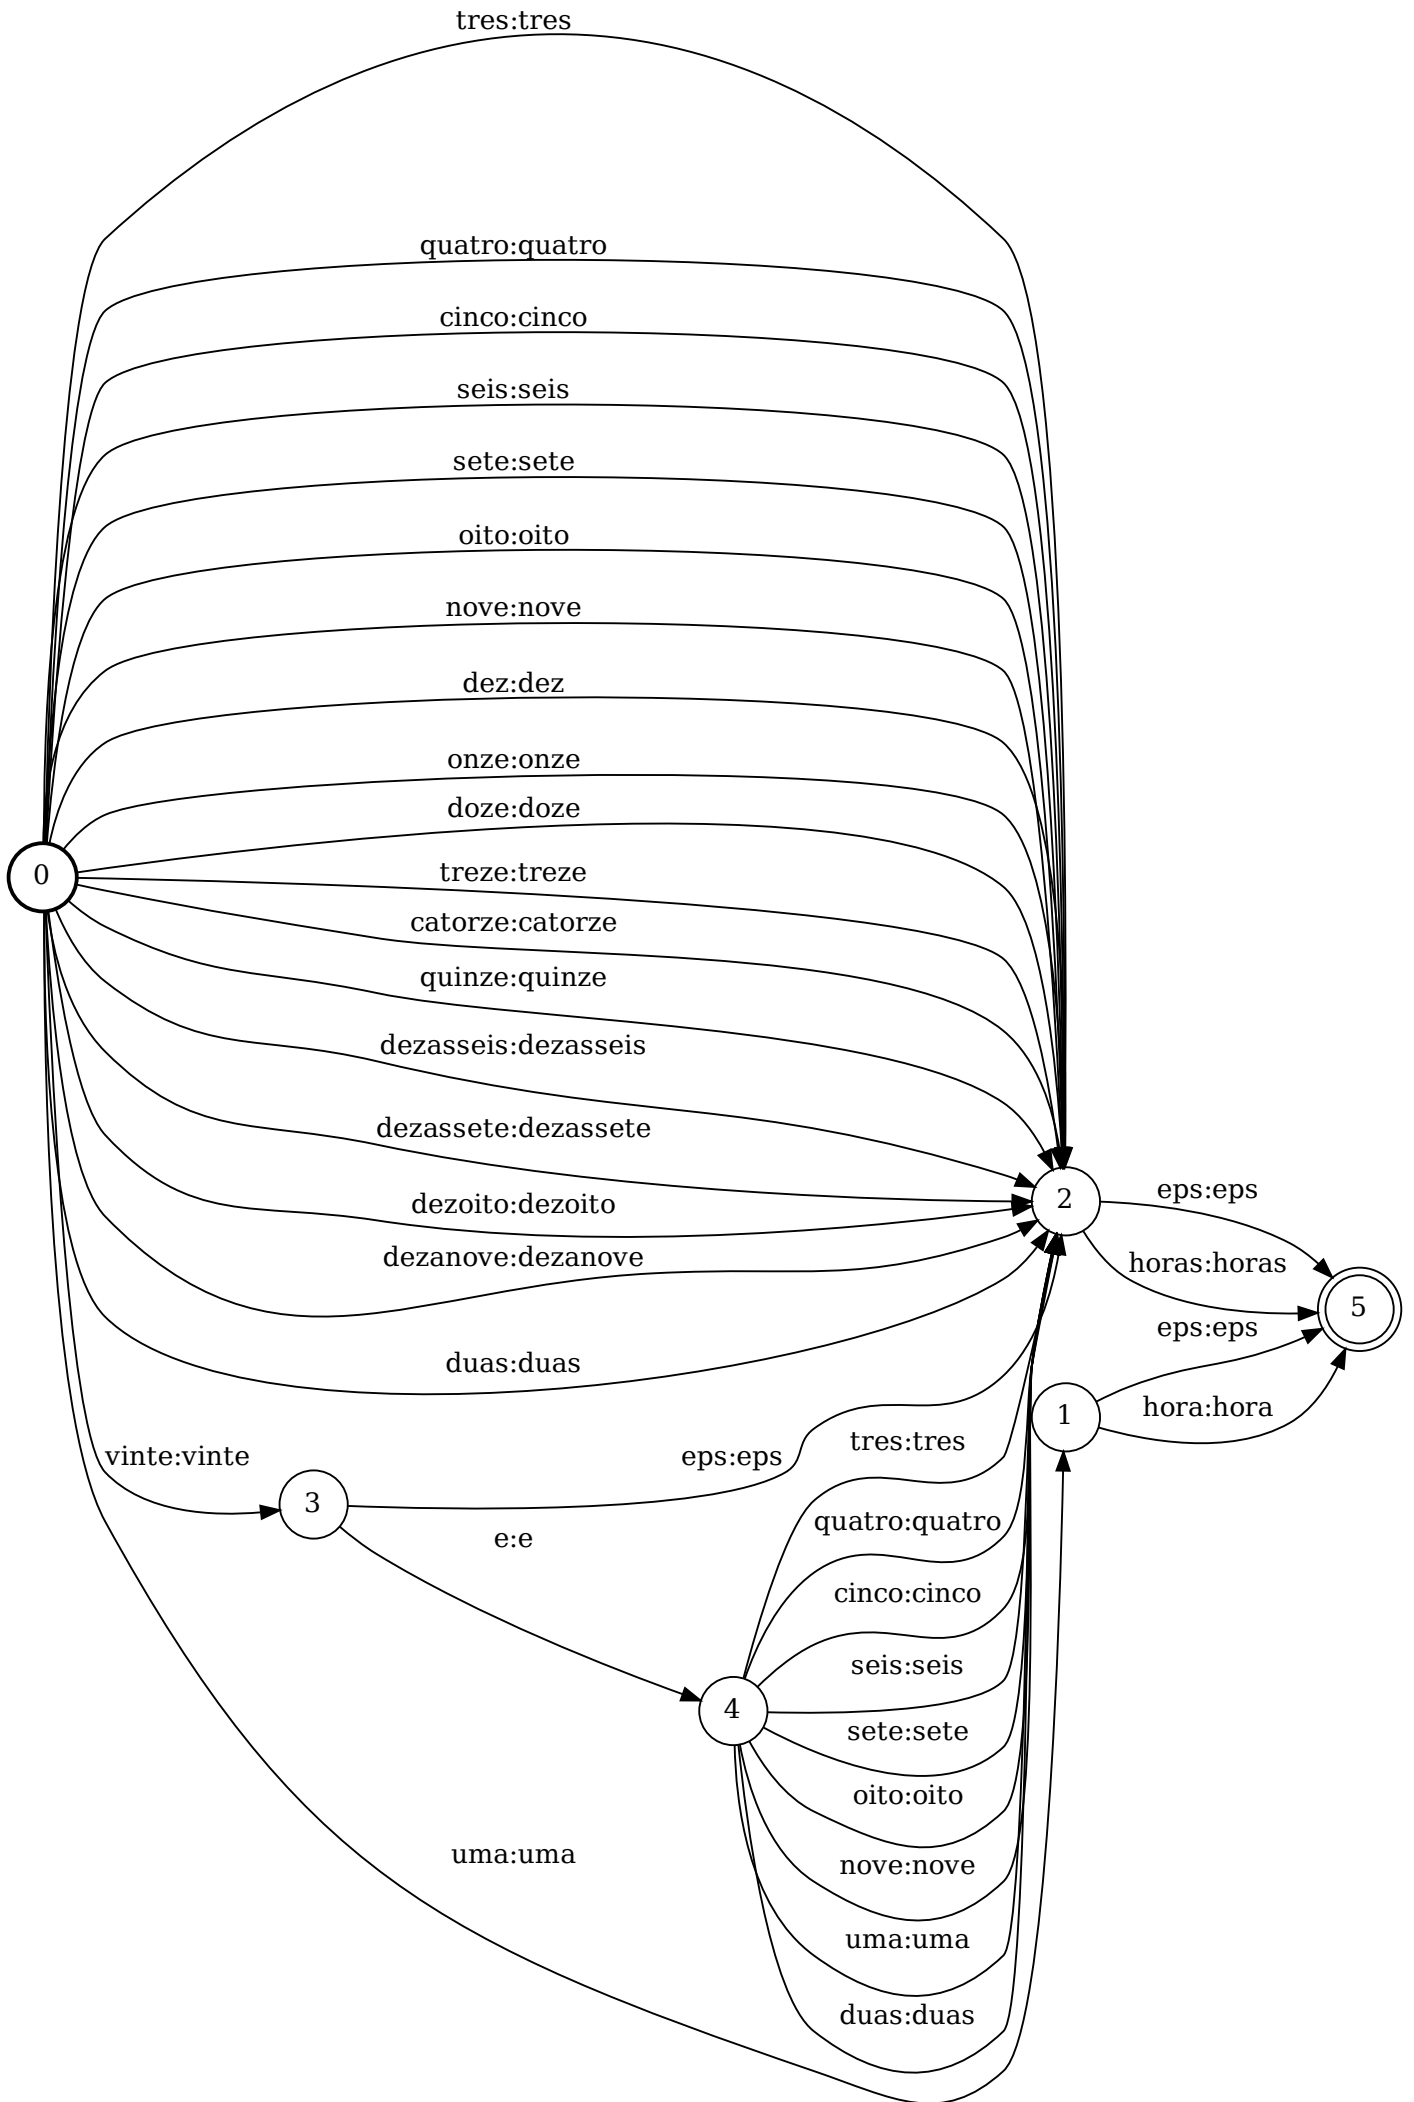 tres:tres
quatro:quatro
cinco:cinco
seis:seis
sete:sete
oito:oito
nove:nove
dez:dez
onze:onze
doze:doze
0
treze:treze
catorze:catorze
quinze:quinze
dezasseis:dezasseis
dezassete:dezassete
2
eps:eps
dezoito:dezoito
dezanove:dezanove
horas:horas
5
eps:eps
duas:duas
1
hora:hora
tres:tres
vinte:vinte
eps:eps
3
quatro:quatro
e:e
cinco:cinco
seis:seis
4
sete:sete
oito:oito
uma:uma
nove:nove
uma:uma
duas:duas